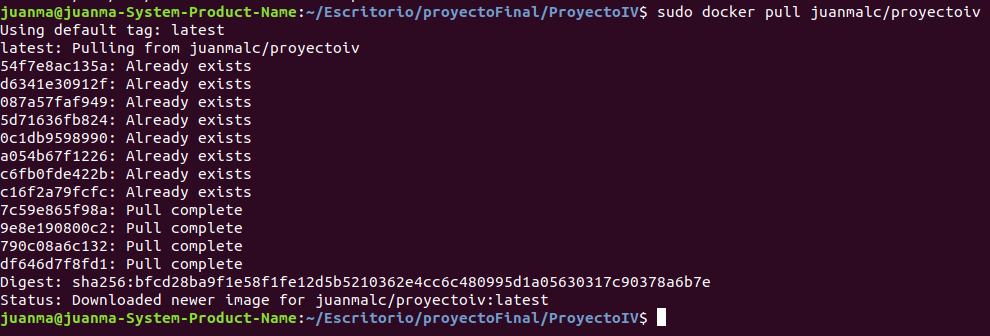 juanma@juanma-System-Product-Name:~/Escritorio/proyectoFinal/ProyectoIV$ sudo docker pull juanmalc/proyectoiv
Using default tag: latest
latest: Pulling from juanmalc/proyectoiv
54f7e8ac135a: Already exists
d6341e30912f: Already exists
087a57faf949: Already exists
5d71636fb824: Already exists
0c1db9598990: Already exists
a054b67f1226: Already exists
c6fb0fde422b: Already exists
c16f2a79fcfc: Already exists
7c59e865f98a: Pull complete
9e8e190800c2: Pull complete
790c08a6c132: Pull complete
df646d7f8fd1: Pull complete
Digest: sha256:bfcd28ba9f1e58f1fe12d5b5210362e4cc6c480995d1a05630317c90378a6b7e
Status: Downloaded newer image for juanmalc/proyectoiv:latest
juanma@juanma-System-Product-Name:~/Escritorio/proyectoFinal/ProyectoIV$